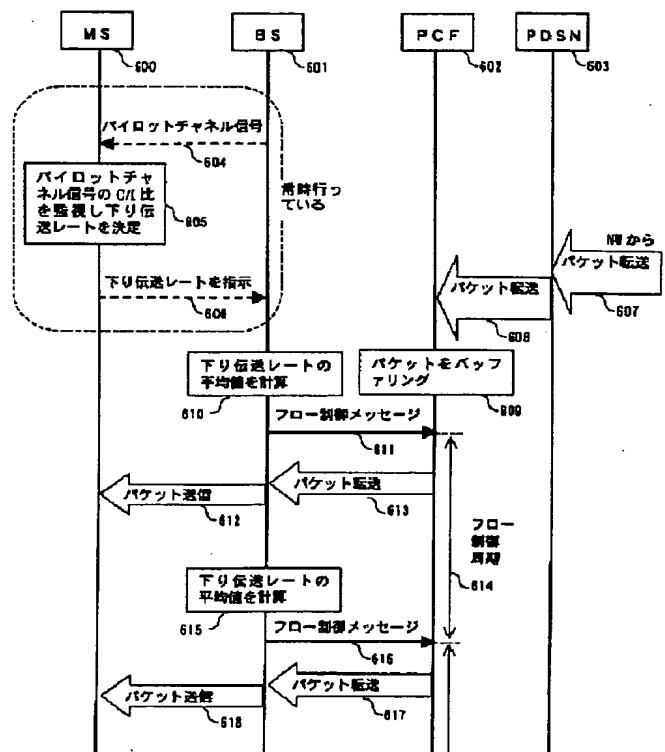 MS
BS
PCF
PDSN
600
601
602
603
パイロットチャネル信号
604
パイロットチャ
ネル信号のC/I比
を監視し下り伝
送レートを決定
605
常時行っ
ている
下り伝送レートを指示
606
NWから
パケット転送
607
パケット転送
608
下り伝送レートの
平均値を計算
610
パケットをバッフ
ァリング
609
フロー制御メッセージ
611
パケット転送
613
パケット送信
612
フロー
制御
周期
614
下り伝送レートの
平均値を計算
615
フロー制御メッセージ
616
パケット転送
617
パケット送信
618